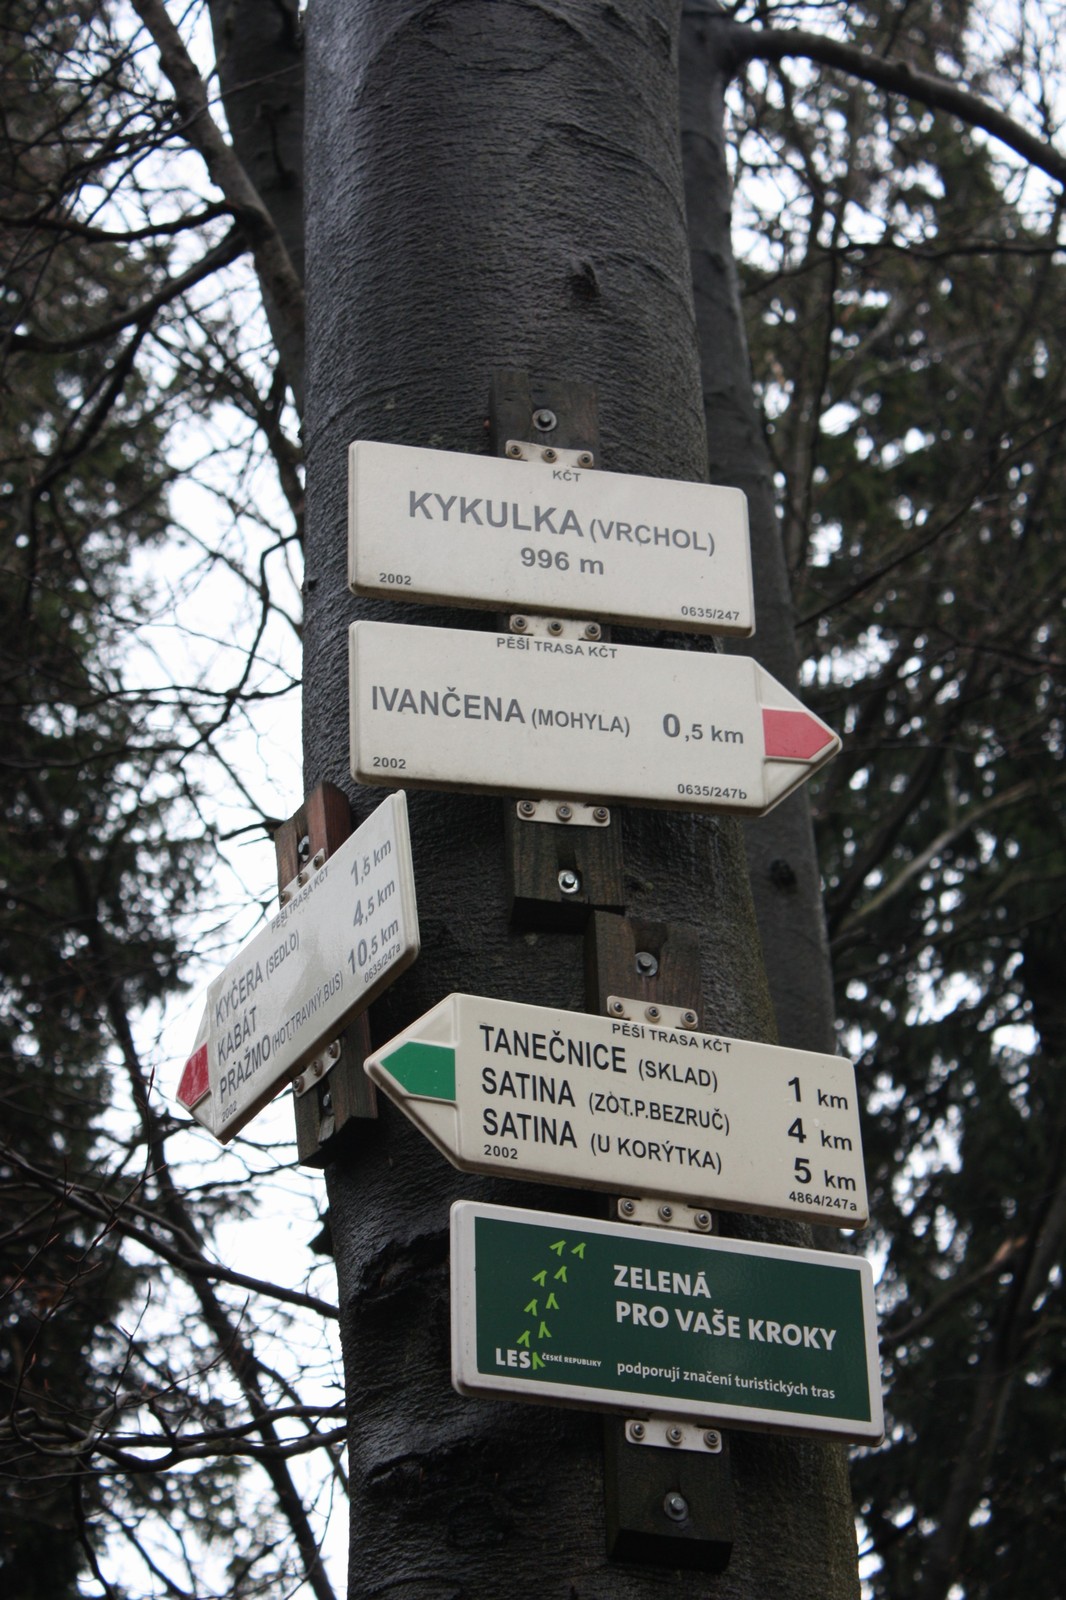 KČT
KYKULKA (VRCHOL)
996 m
2002 0635/247
PĚŠÍ TRASA KČT
IVANČENA (MOHYLA) 0,5 km
2002 0635/247b
PĚŠÍ TRASA KČT
KYČERA (SEDLO) 1,5 km
KABÁT 4,5 km
PRAŽMO (HOT.TRAVNÝ.BUS) 10,5 km
2002 0635/247a
PĚŠÍ TRASA KČT
TANEČNICE (SKLAD) 1 km
SATINA (ZOT.P.BEZRUČ) 4 km
SATINA (U KORÝTKA) 5 km
2002 4864/247a
ZELENÁ
PRO VAŠE KROKY
LESY ČESKÉ REPUBLIKY
podporují značení turistických tras